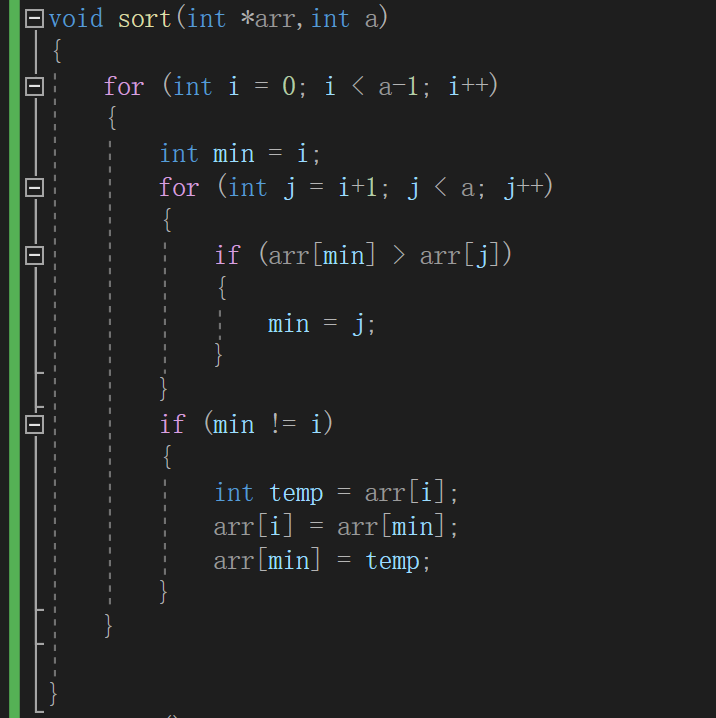 void sort(int *arr,int a)
{
for (int i = 0; i < a-1; i++)
{
int min = i;
for (int j = i+1; j < a; j++)
{
if (arr[min] > arr[j])
{
min = j;
}
}
if (min != i)
{
int temp = arr[i];
arr[i] = arr[min];
arr[min] = temp;
}
}
}